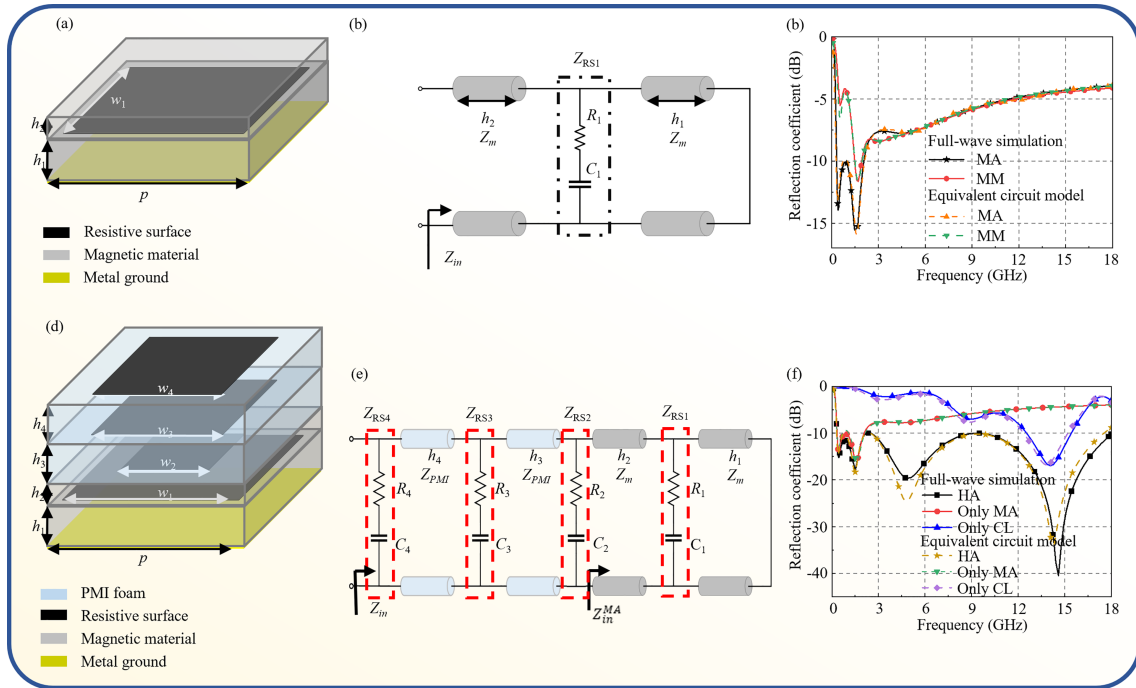 (a)
w1
h2
h1
p
Resistive surface
Magnetic material
Metal ground
(b)
ZRS1
h2
Zm
R1
C1
h1
Zm
Zin
(b)
Reflection coefficient (dB)
0
-5
-10
-15
Full-wave simulation
MA
MM
Equivalent circuit model
MA
MM
0 3 6 9 12 15 18
Frequency (GHz)
(d)
w4
w3
w2
w1
h4
h3
h2
h1
p
PMI foam
Resistive surface
Magnetic material
Metal ground
(e)
ZRS4 ZRS3 ZRS2 ZRS1
h4 h3 h2 h1
ZPMI ZPMI Zm Zm
R4 R3 R2 R1
C4 C3 C2 C1
Zin
ZinMA
(f)
Reflection coefficient (dB)
0
-10
-20
-30
-40
Full-wave simulation
HA
Only MA
Only CL
Equivalent circuit model
HA
Only MA
Only CL
0 3 6 9 12 15 18
Frequency (GHz)